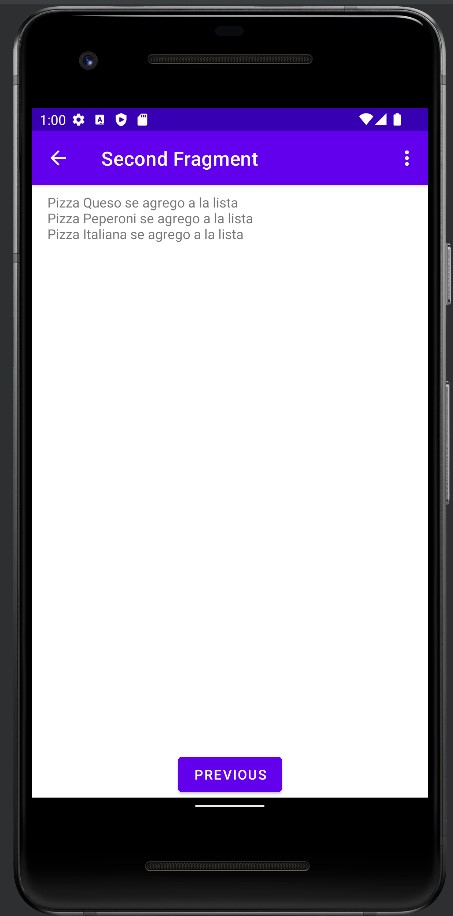 1:00
Second Fragment
Pizza Queso se agrego a la lista
Pizza Peperoni se agrego a la lista
Pizza Italiana se agrego a la lista
PREVIOUS